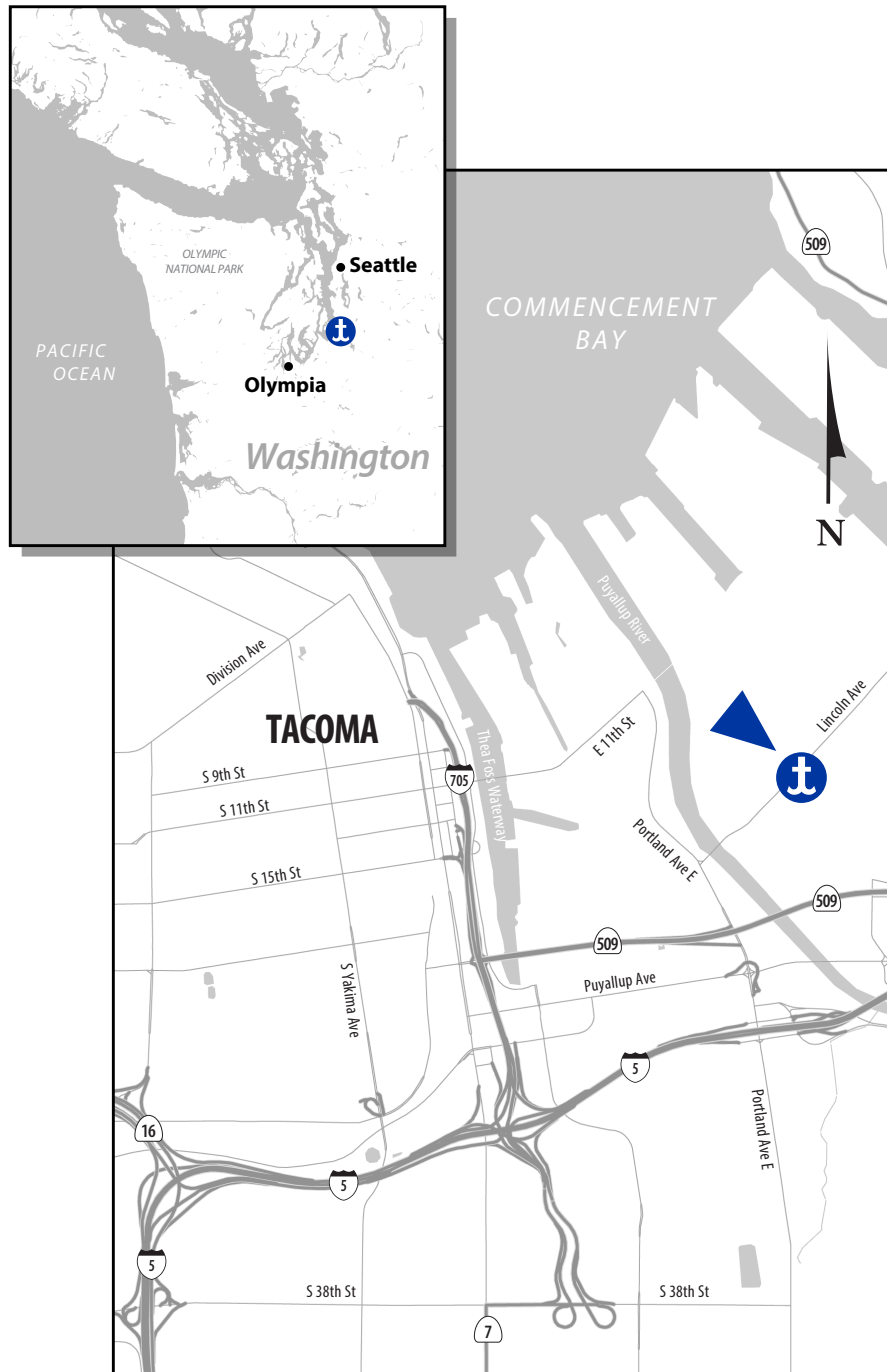 OLYMPIC
NATIONAL PARK
Seattle
PACIFIC
OCEAN
Olympia
Washington
509
COMMENCEMENT
BAY
N
Puyallup River
Division Ave
Lincoln Ave
TACOMA
E 11th St
Thea Foss Waterway
S 9th St
705
S 11th St
Portland Ave E
S 15th St
509
509
S Yakima Ave
Puyallup Ave
5
Portland Ave E
16
5
5
S 38th St
S 38th St
7